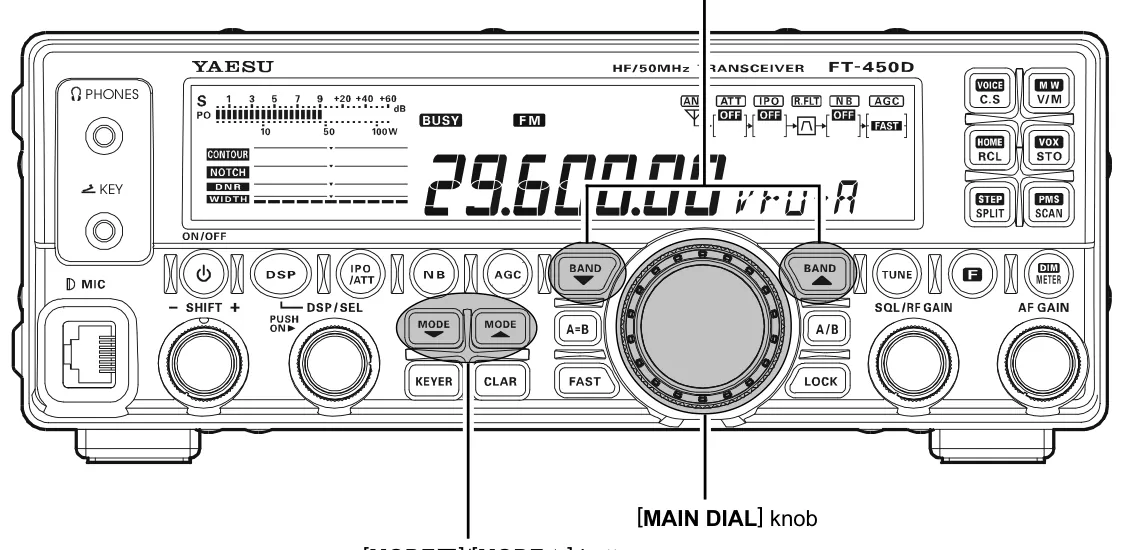 YAESU
HF/50MHz TRANSCEIVER FT-450D
PHONES
KEY
MIC
S 1 3 5 7 9 +20 +40 +60 dB
PO
10 50 100W
BUSY
FM
ATT IPO R.FLT NB AGC
OFF OFF OFF FAST
CONTOUR
NOTCH
DNR
WIDTH
29.600.00
VOICE
C.S
MW
V/M
HOME
RCL
VOX
STO
STEP
SPLIT
PMS
SCAN
ON/OFF
DSP
IPO
/ATT
NB
AGC
BAND
BAND
TUNE
F
DIM
METER
– SHIFT +
DSP/SEL
PUSH
ON▶
MODE
MODE
A=B
A/B
SQL/RF GAIN
AF GAIN
KEYER
CLAR
FAST
LOCK
[MAIN DIAL] knob